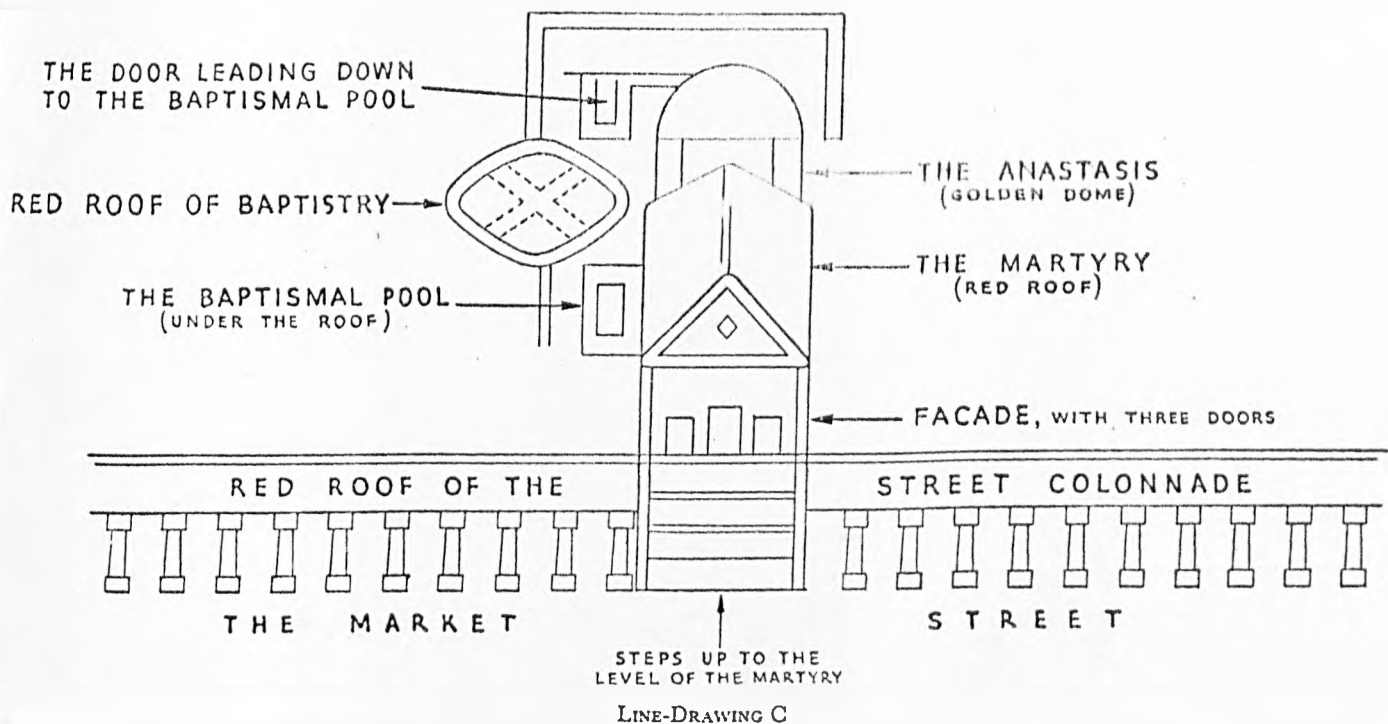 THE DOOR LEADING DOWN
TO THE BAPTISMAL POOL
RED ROOF OF BAPTISTRY
THE BAPTISMAL POOL
(UNDER THE ROOF)
THE ANASTASIS
(GOLDEN DOME)
THE MARTYRY
(RED ROOF)
FACADE, WITH THREE DOORS
RED ROOF OF THE STREET COLONNADE
THE MARKET STREET
STEPS UP TO THE
LEVEL OF THE MARTYRY
LINE-DRAWING C